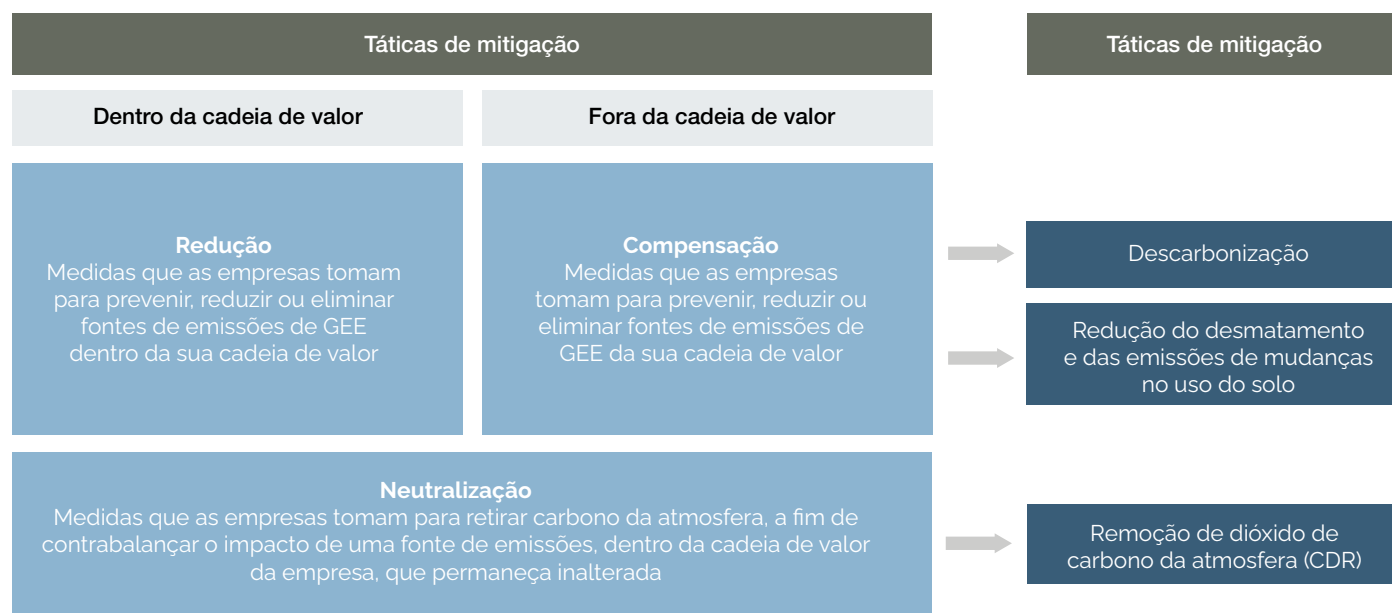 Táticas de mitigação
Táticas de mitigação
Dentro da cadeia de valor
Fora da cadeia de valor
Redução
Medidas que as empresas tomam
para prevenir, reduzir ou eliminar
fontes de emissões de GEE
dentro da sua cadeia de valor
Compensação
Medidas que as empresas
tomam para prevenir, reduzir ou
eliminar fontes de emissões de
GEE da sua cadeia de valor
Descarbonização
Redução do desmatamento
e das emissões de mudanças
no uso do solo
Neutralização
Medidas que as empresas tomam para retirar carbono da atmosfera, a fim de
contrabalançar o impacto de uma fonte de emissões, dentro da cadeia de valor
da empresa, que permaneça inalterada
Remoção de dióxido de
carbono da atmosfera (CDR)